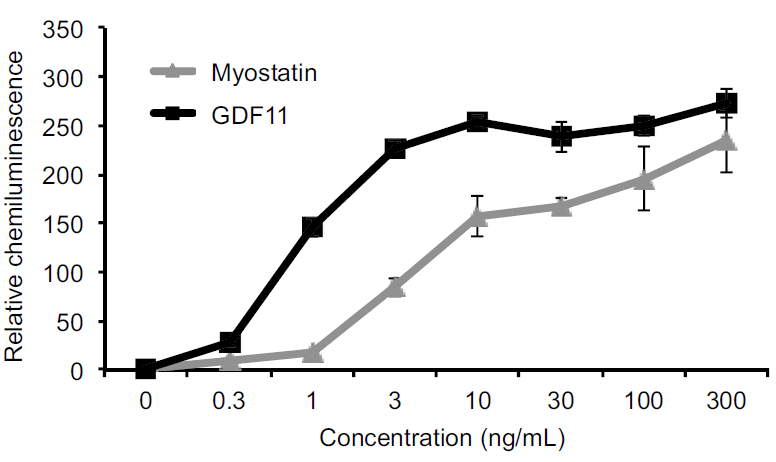 350
300
250
200
150
100
50
0
Relative chemiluminescence
Myostatin
GDF11
0 0.3 1 3 10 30 100 300
Concentration (ng/mL)